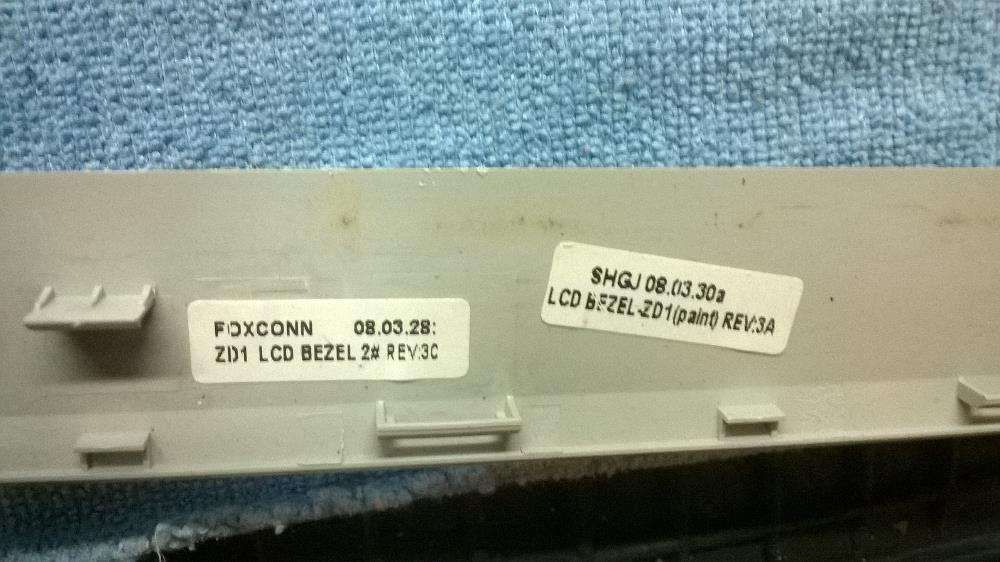 FOXCONN 08.03.28:
ZD1 LCD BEZEL 2# REV:3C
SHGJ 08.03.30a
LCD BEZEL-ZD1(paint) REV:3A